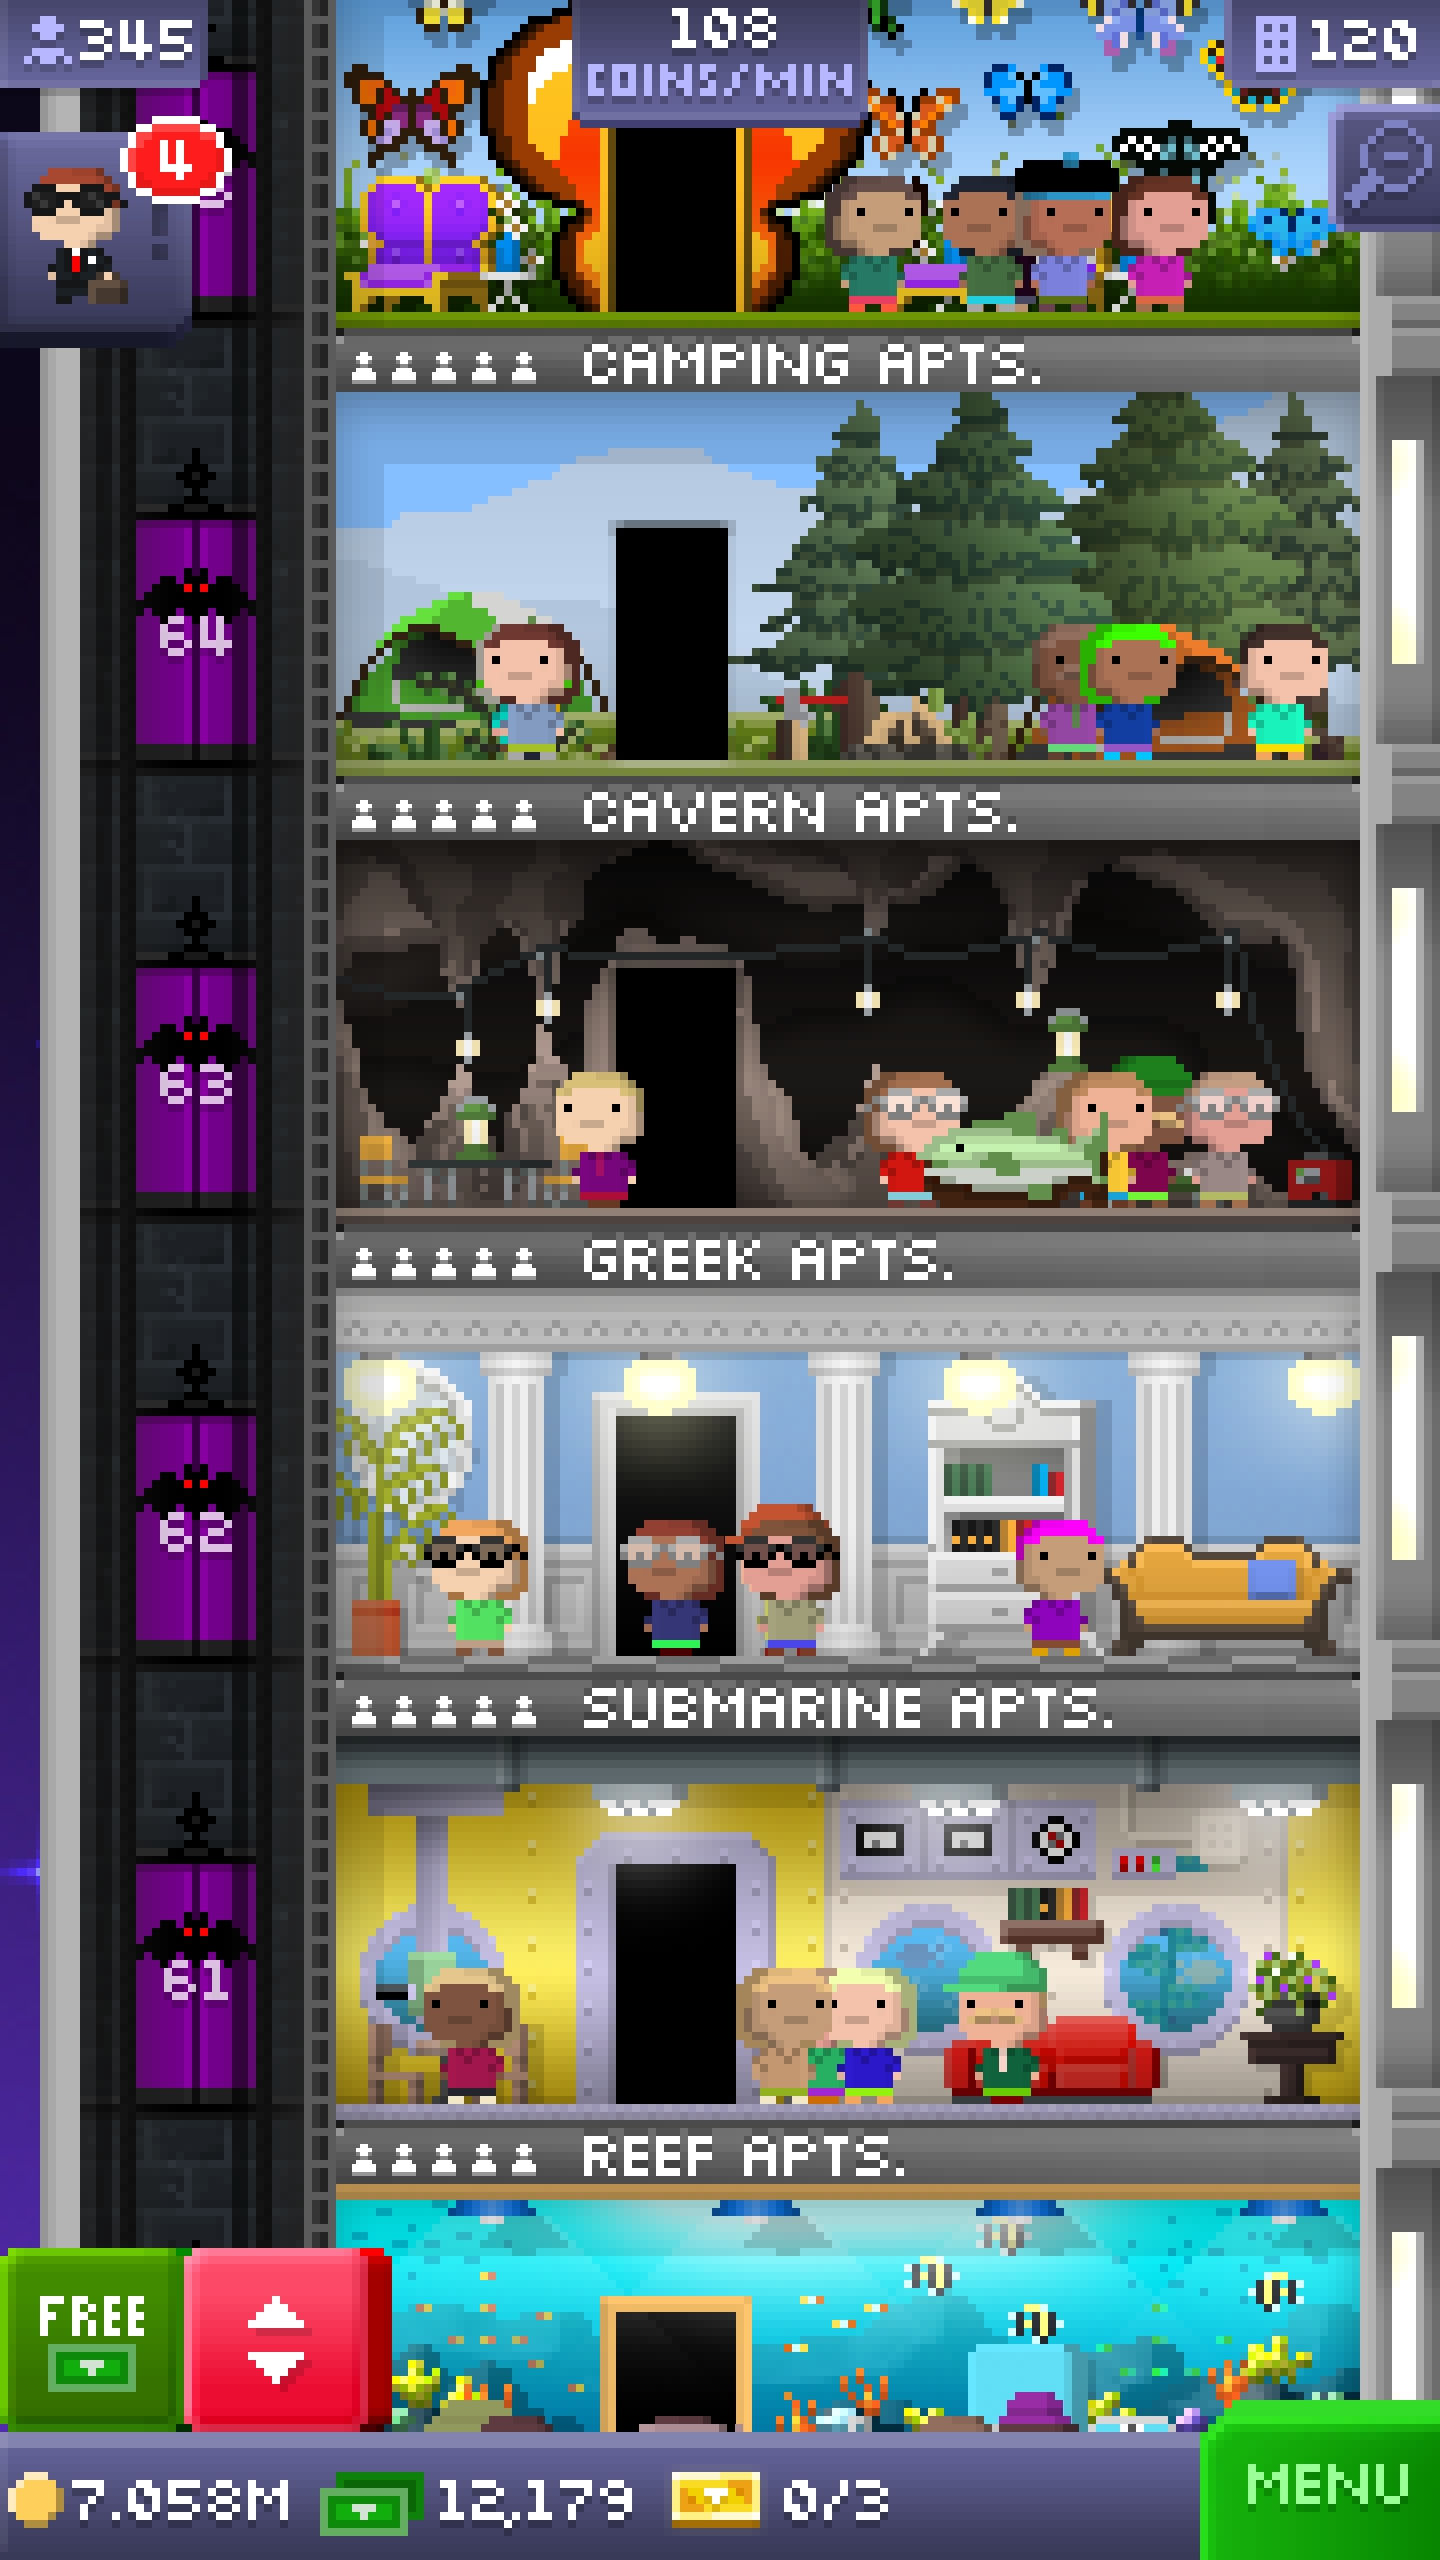 345
108
COINS/MIN
120
4
CAMPING APTS.
64
CAVERN APTS.
63
GREEK APTS.
62
SUBMARINE APTS.
61
REEF APTS.
FREE
7.058M
12,179
0/3
MENU